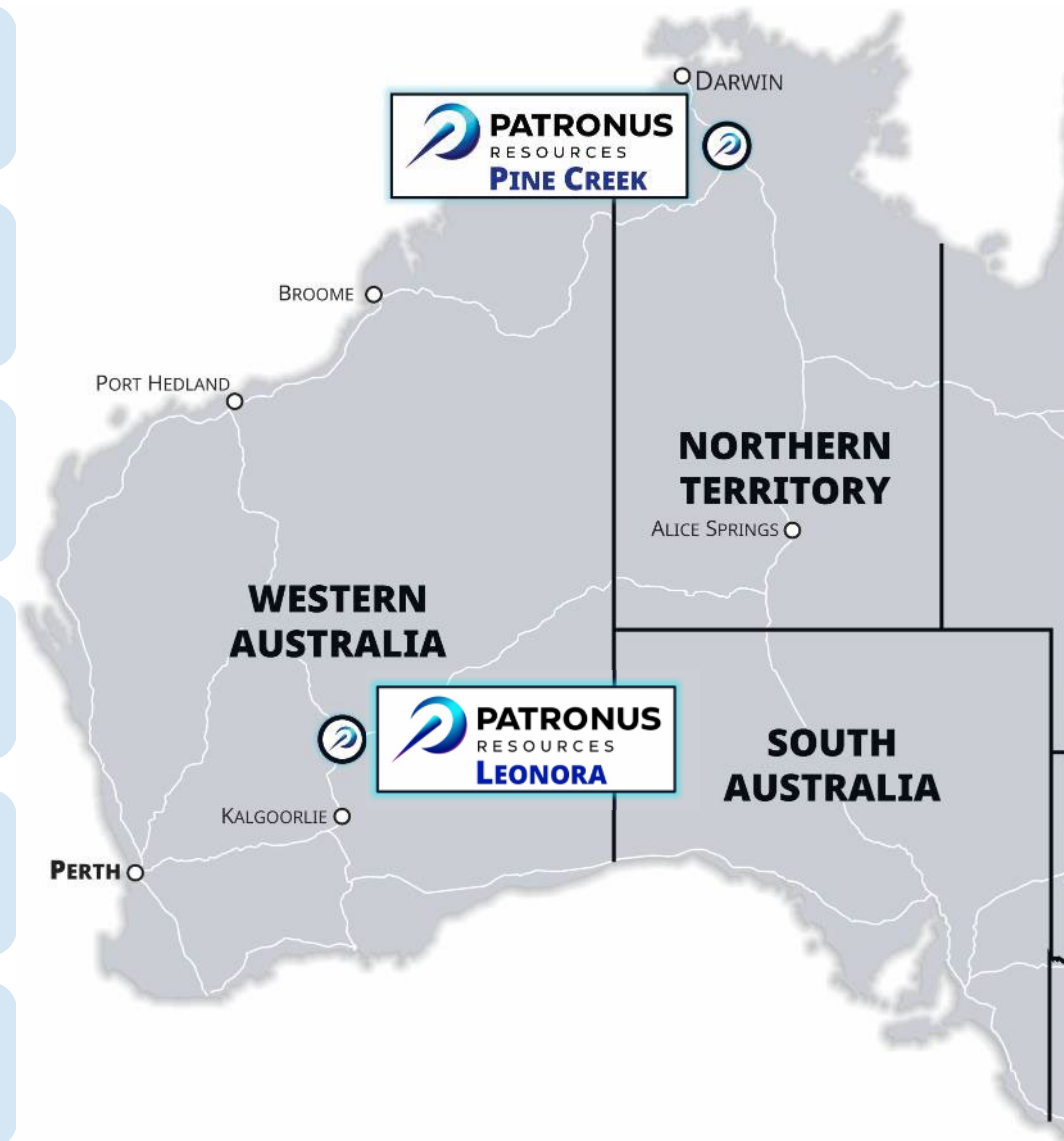 DARWIN
PATRONUS
RESOURCES
PINE CREEK
BROOME
PORT HEDLAND
NORTHERN
TERRITORY
ALICE SPRINGS
WESTERN
AUSTRALIA
PATRONUS
RESOURCES
LEONORA
SOUTH
AUSTRALIA
KALGOORLIE
PERTH